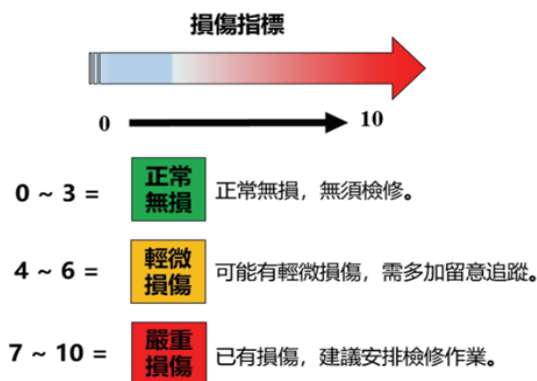 損傷指標
0 10
0 ~ 3 = 正常無損 正常無損，無須檢修。
4 ~ 6 = 輕微損傷 可能有輕微損傷，需多加留意追蹤。
7 ~ 10 = 嚴重損傷 已有損傷，建議安排檢修作業。